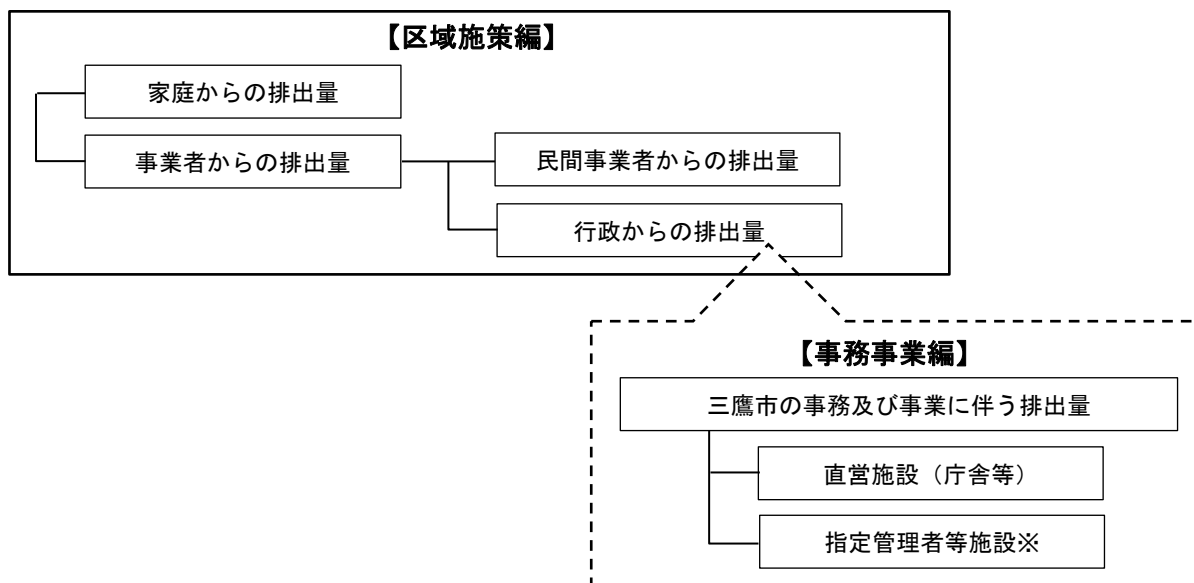 【区域施策編】
家庭からの排出量
事業者からの排出量
民間事業者からの排出量
行政からの排出量
【事務事業編】
三鷹市の事務及び事業に伴う排出量
直営施設（庁舎等）
指定管理者等施設※